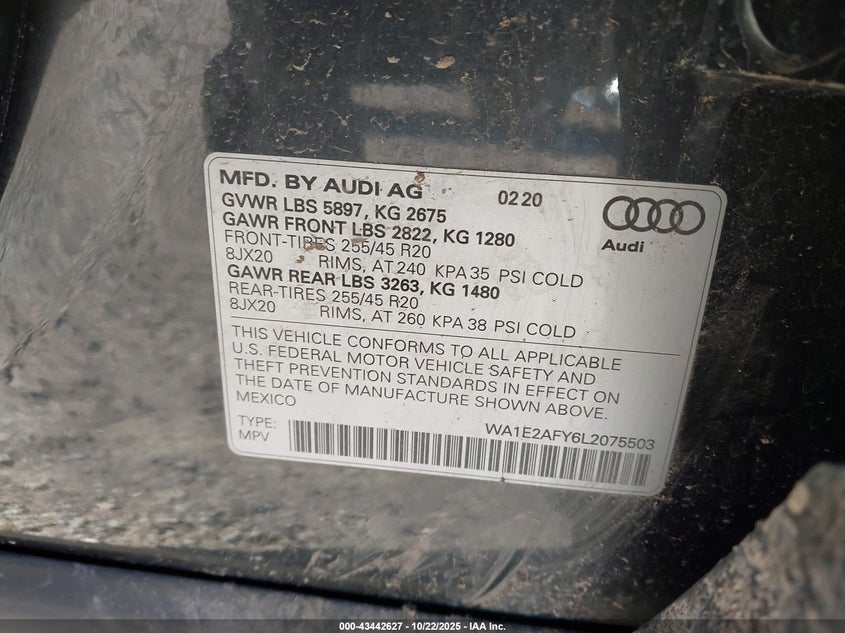 MFD. BY AUDI AG 02 20
GVWR LBS 5897, KG 2675
GAWR FRONT LBS 2822, KG 1280
FRONT-TIRES 255/45 R20
8JX20 RIMS, AT 240 KPA 35 PSI COLD
GAWR REAR LBS 3263, KG 1480
REAR-TIRES 255/45 R20
8JX20 RIMS, AT 260 KPA 38 PSI COLD
Audi
THIS VEHICLE CONFORMS TO ALL APPLICABLE
U.S. FEDERAL MOTOR VEHICLE SAFETY AND
THEFT PREVENTION STANDARDS IN EFFECT ON
THE DATE OF MANUFACTURE SHOWN ABOVE.
MEXICO
WA1E2AFY6L2075503
TYPE:
MPV
000-43442627 - 10/22/2025 - IAA Inc.